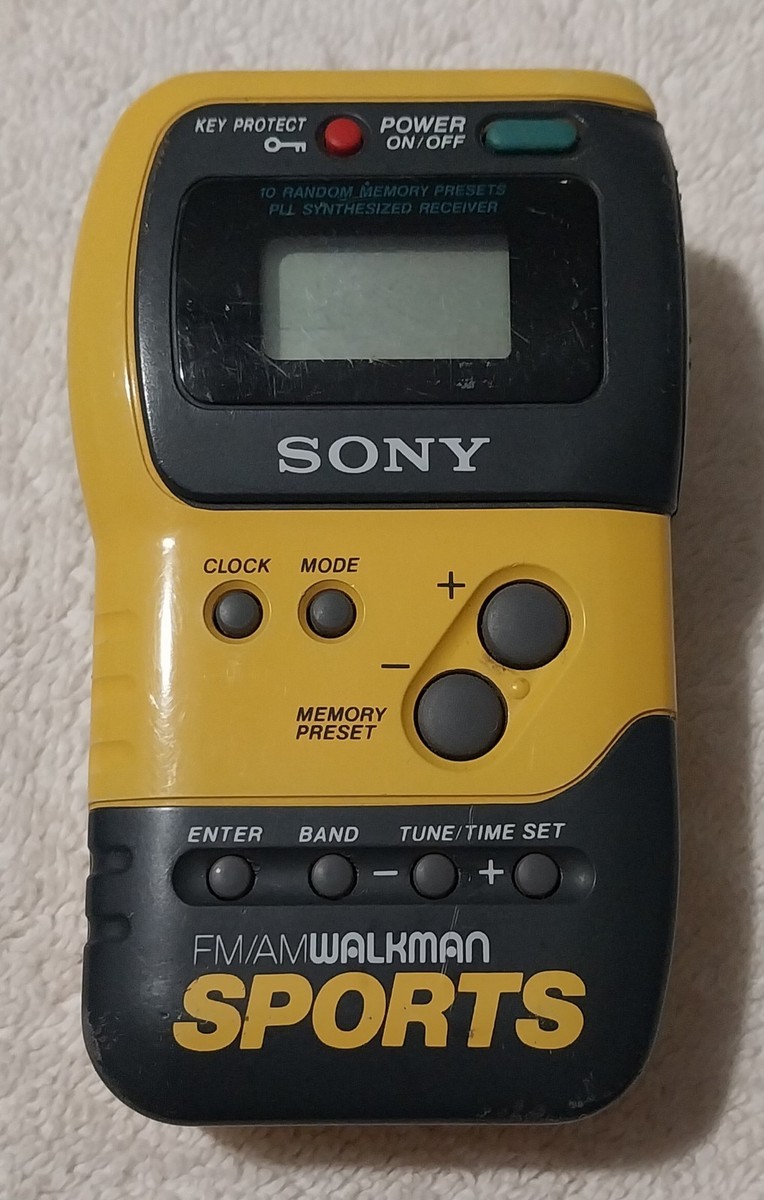 KEY PROTECT
POWER
ON/OFF
10 RANDOM MEMORY PRESETS
PLL SYNTHESIZED RECEIVER
SONY
CLOCK MODE
+
−
MEMORY
PRESET
ENTER BAND TUNE/TIME SET
− +
FM/AM WALKMAN
SPORTS